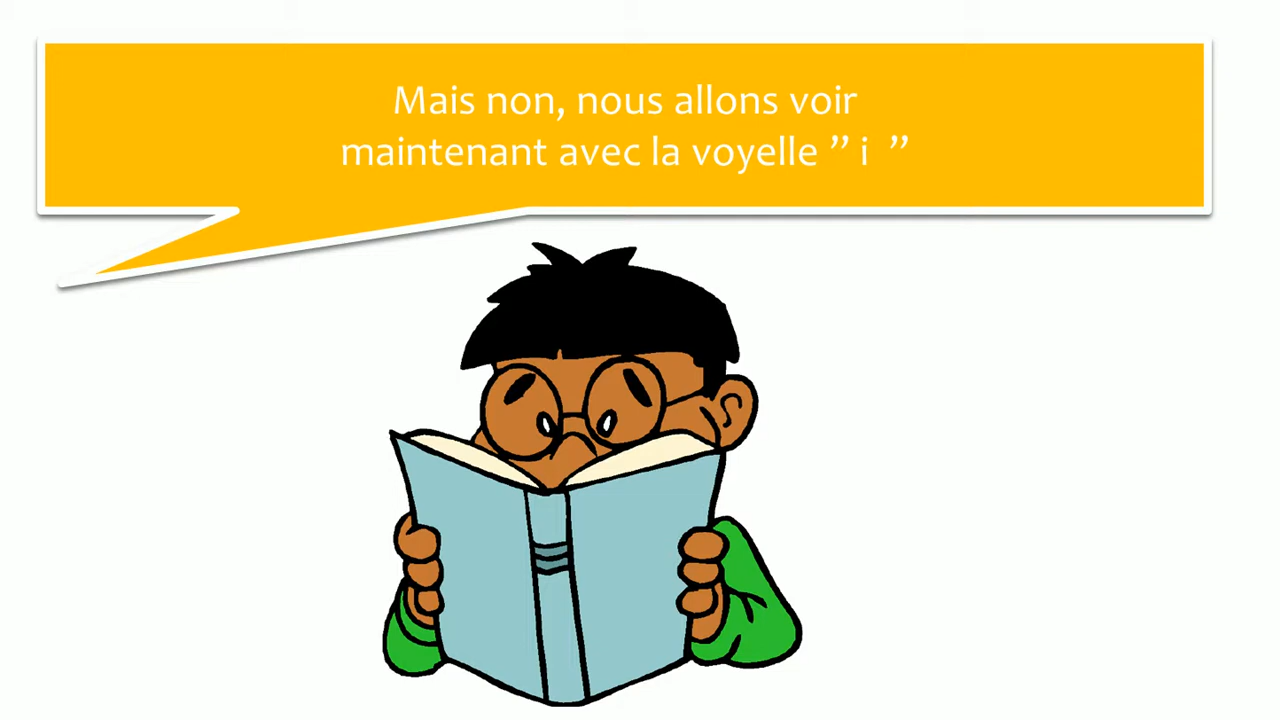 Mais non, nous allons voir
maintenant avec la voyelle ” i ”